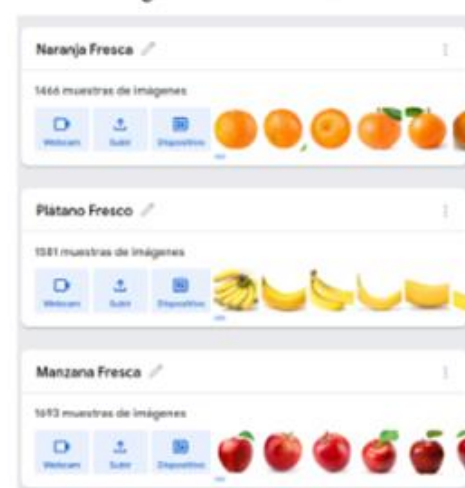 Naranja Fresca
1466 muestras de imágenes
Webcam Subir Dispositivo
Plátano Fresco
1581 muestras de imágenes
Webcam Subir Dispositivo
Manzana Fresca
1693 muestras de imágenes
Webcam Subir Dispositivo